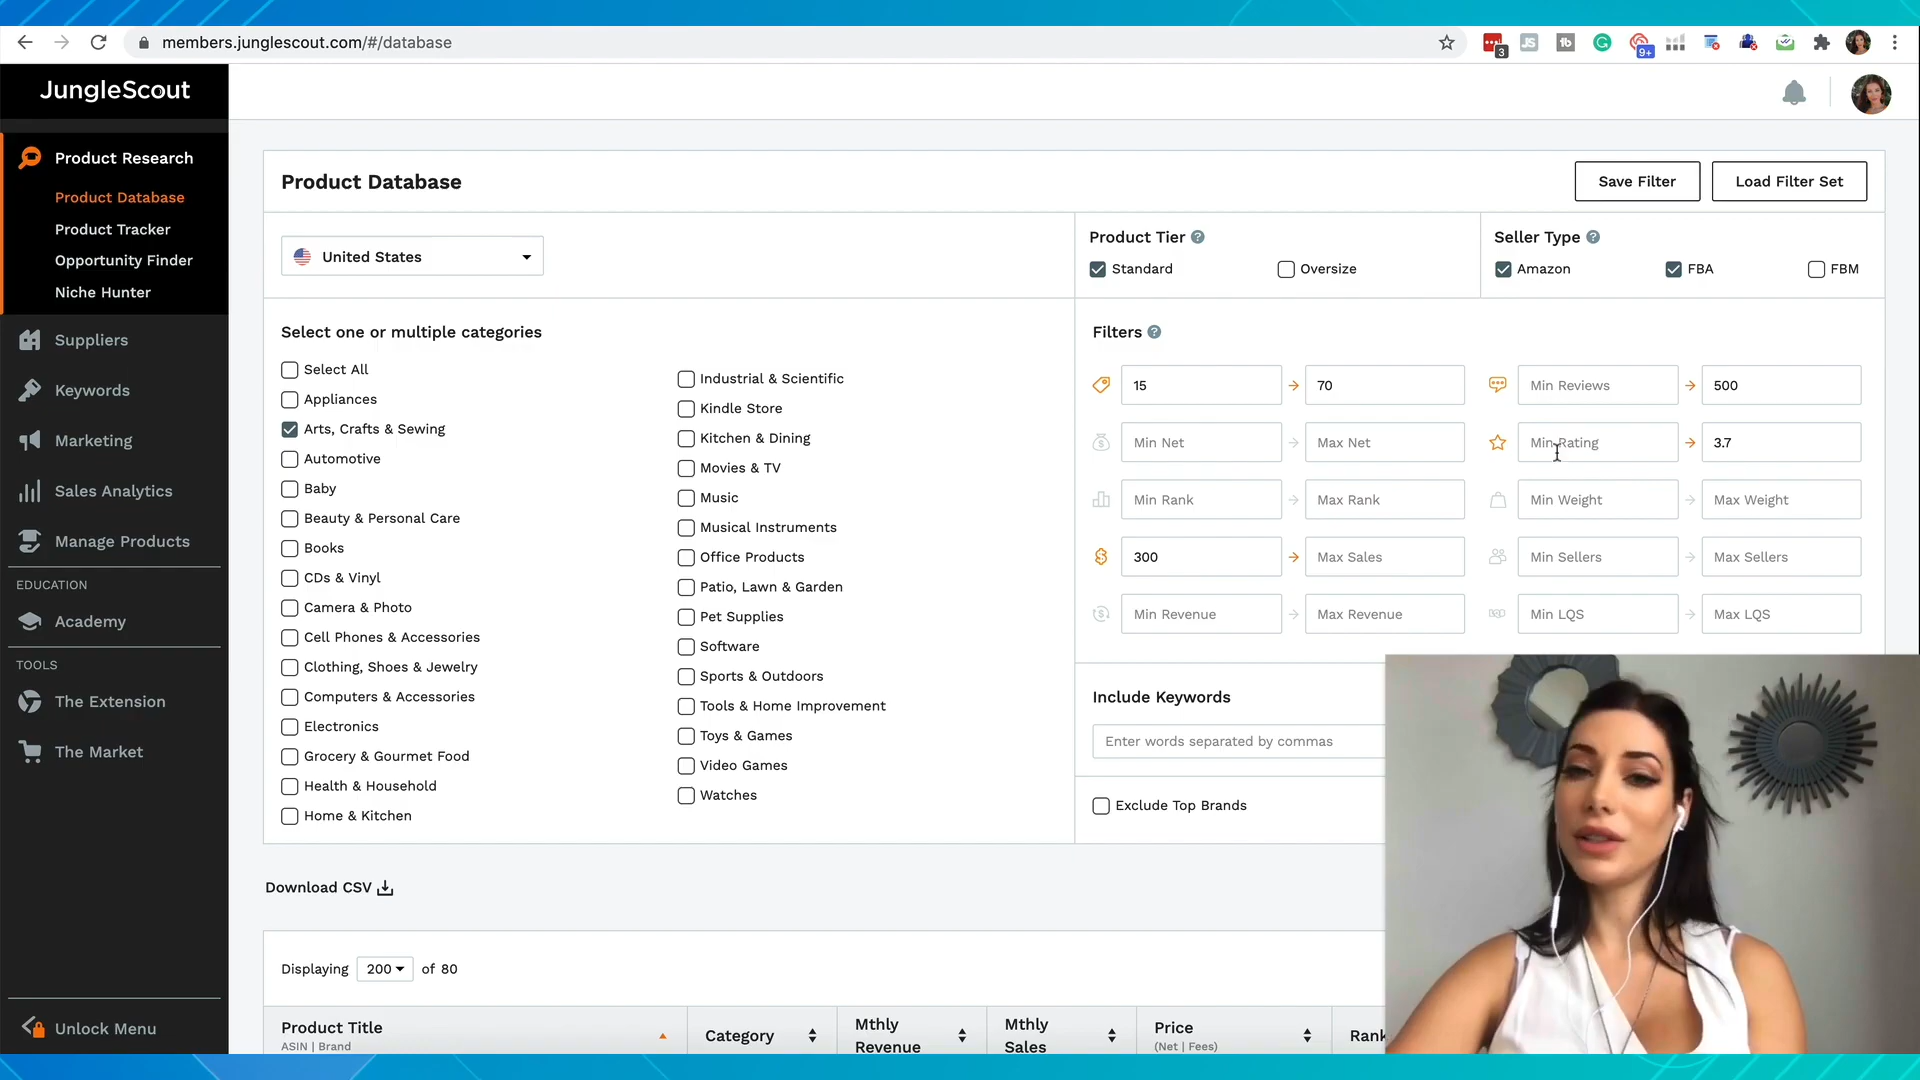 members.junglescout.com/#/database
3
JS
9+
JungleScout
Product Research
Product Database
Product Tracker
Opportunity Finder
Niche Hunter
Suppliers
Keywords
Marketing
Sales Analytics
Manage Products
EDUCATION
Academy
TOOLS
The Extension
The Market
Unlock Menu
Product Database
Save Filter
Load Filter Set
United States
Product Tier
Standard
Oversize
Seller Type
Amazon
FBA
FBM
Select one or multiple categories
Select All
Appliances
Arts, Crafts & Sewing
Automotive
Baby
Beauty & Personal Care
Books
CDs & Vinyl
Camera & Photo
Cell Phones & Accessories
Clothing, Shoes & Jewelry
Computers & Accessories
Electronics
Grocery & Gourmet Food
Health & Household
Home & Kitchen
Industrial & Scientific
Kindle Store
Kitchen & Dining
Movies & TV
Music
Musical Instruments
Office Products
Patio, Lawn & Garden
Pet Supplies
Software
Sports & Outdoors
Tools & Home Improvement
Toys & Games
Video Games
Watches
Filters
15
70
Min Reviews
500
Min Net
Max Net
Min Rating
3.7
Min Rank
Max Rank
Min Weight
Max Weight
300
Max Sales
Min Sellers
Max Sellers
Min Revenue
Max Revenue
Min LQS
Max LQS
Include Keywords
Enter words separated by commas
Exclude Top Brands
Download CSV
Displaying 200 of 80
Product Title
ASIN | Brand
Category
Mthly Revenue
Mthly Sales
Price
(Net | Fees)
Rank